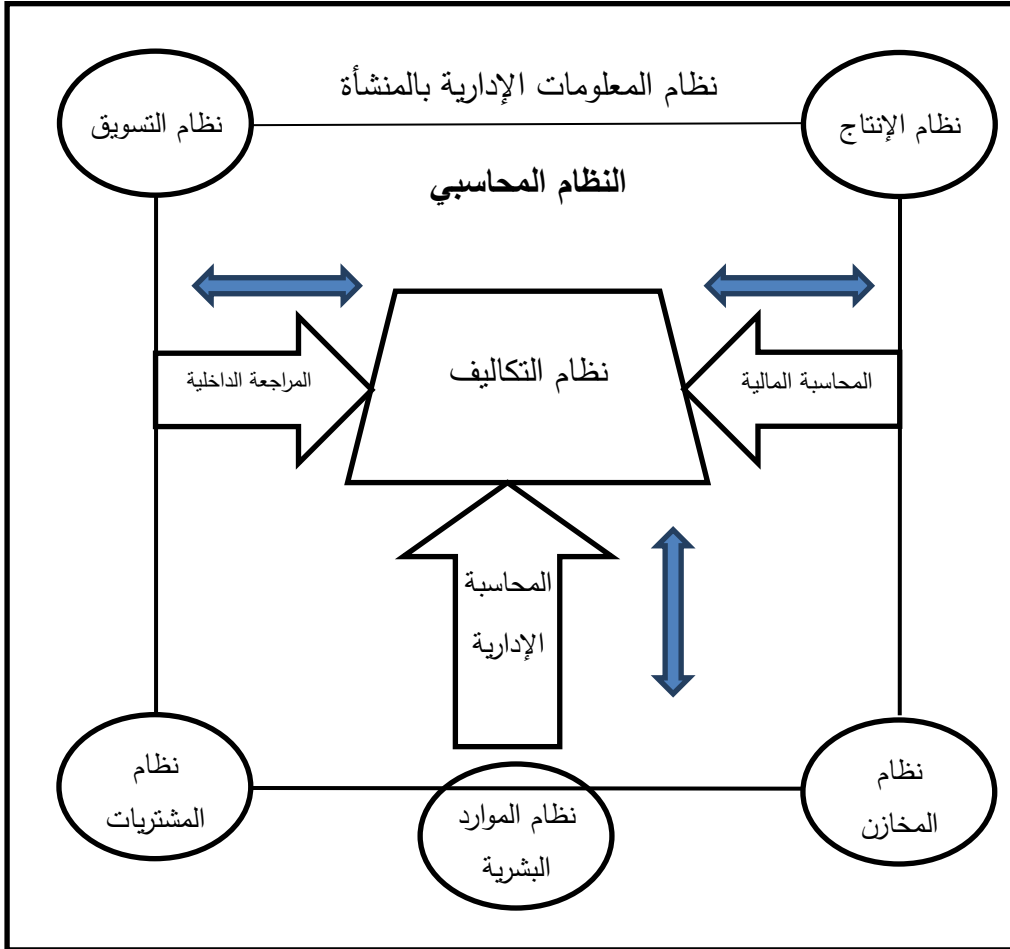 نظام المعلومات الإدارية بالمنشأة
نظام الإنتاج
نظام التسويق
النظام المحاسبي
نظام التكاليف
المحاسبة المالية
المراجعة الداخلية
المحاسبة
الإدارية
نظام
المخازن
نظام الموارد
البشرية
نظام
المشتريات